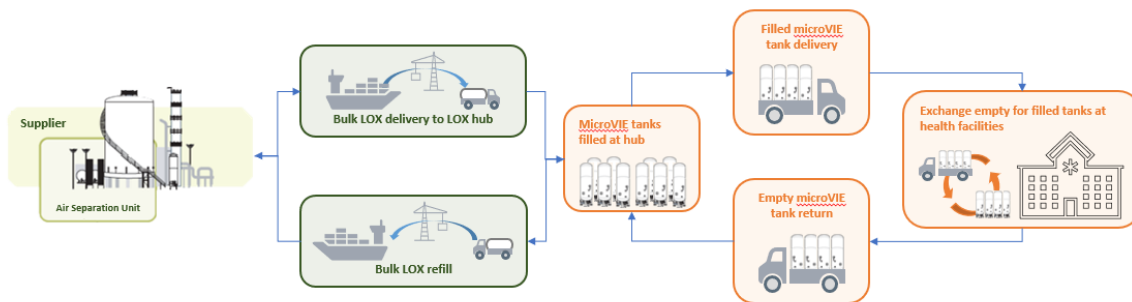 Supplier
Air Separation Unit
Bulk LOX delivery to LOX hub
Bulk LOX refill
MicroVIE tanks
filled at hub
Filled microVIE
tank delivery
Empty microVIE
tank return
Exchange empty for filled tanks at
health facilities